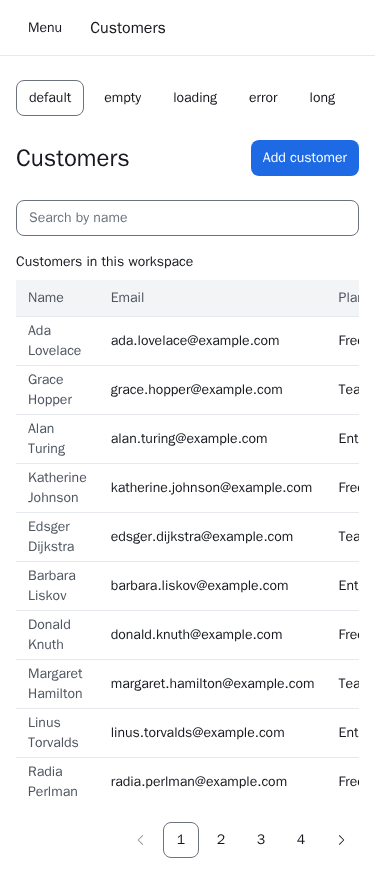 Menu Customers
default empty loading error long
Customers Add customer
Search by name
Customers in this workspace
Name Email
Ada Lovelace ada.lovelace@example.com Free
Grace Hopper grace.hopper@example.com
Alan Turing alan.turing@example.com
Katherine Johnson katherine.johnson@example.com Free
Edsger Dijkstra edsger.dijkstra@example.com
Barbara Liskov barbara.liskov@example.com
Donald Knuth donald.knuth@example.com Free
Margaret Hamilton margaret.hamilton@example.com
Linus Torvalds linus.torvalds@example.com
Radia Perlman radia.perlman@example.com Free
1 2 3 4